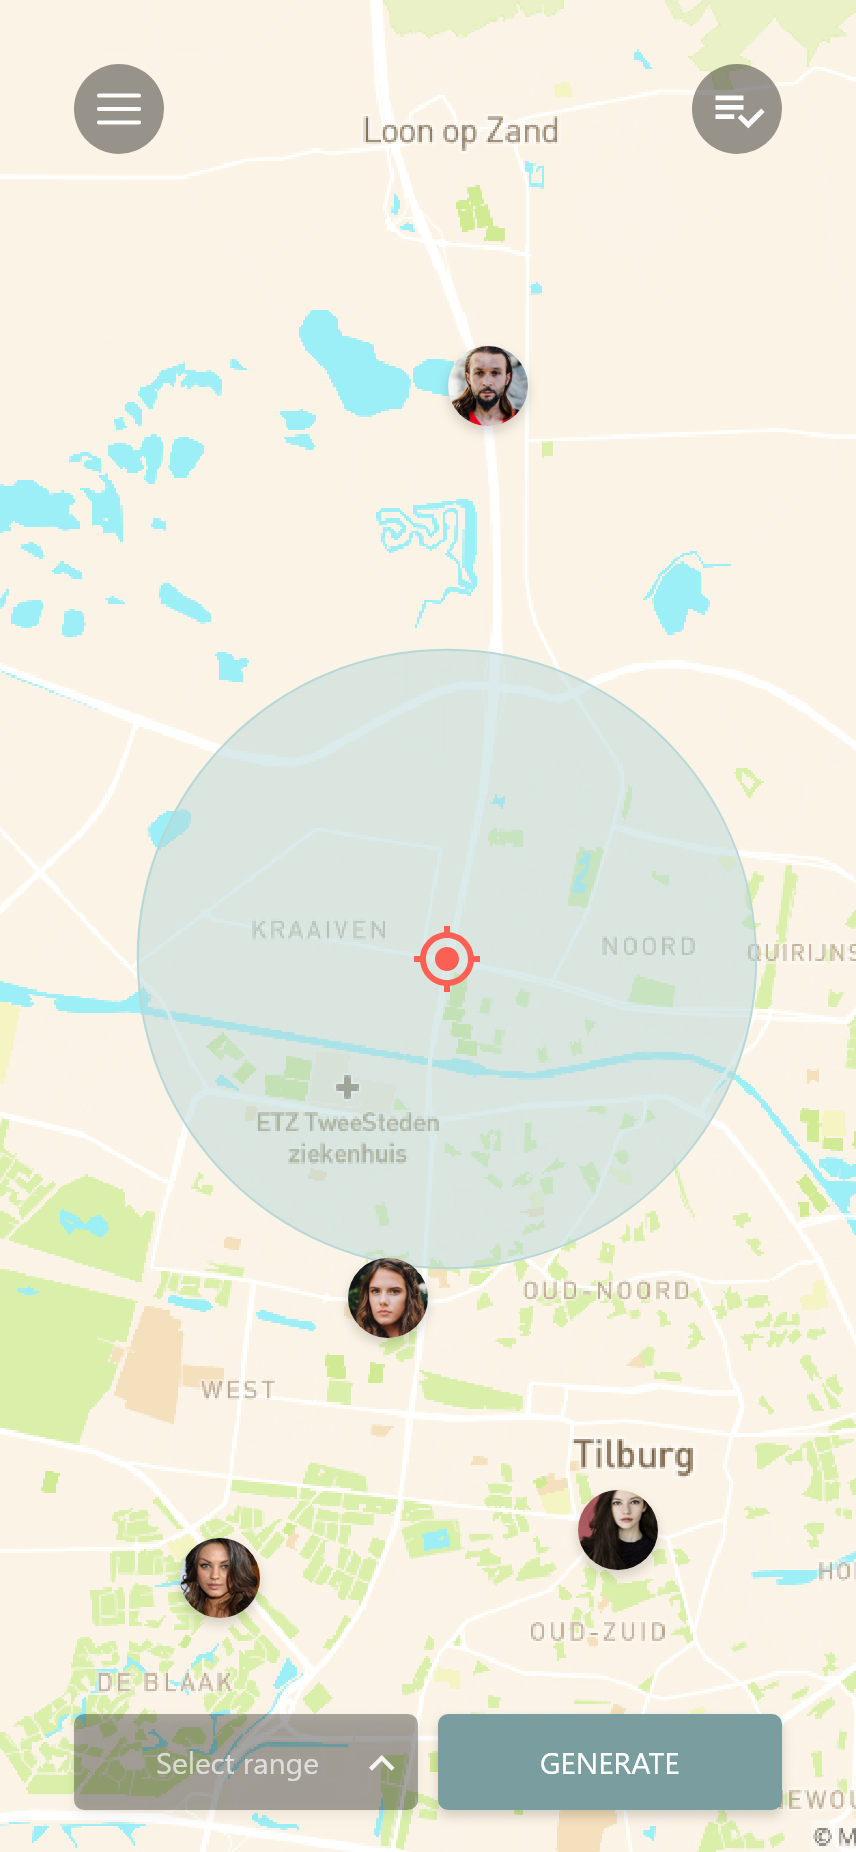 Loon op Zand
KRAAIVEN
NOORD
QUIRIJNS
ETZ TweeSteden
ziekenhuis
OUD-NOORD
WEST
Tilburg
HO
OUD-ZUID
DE BLAAK
Select range
GENERATE
EWOU
© M